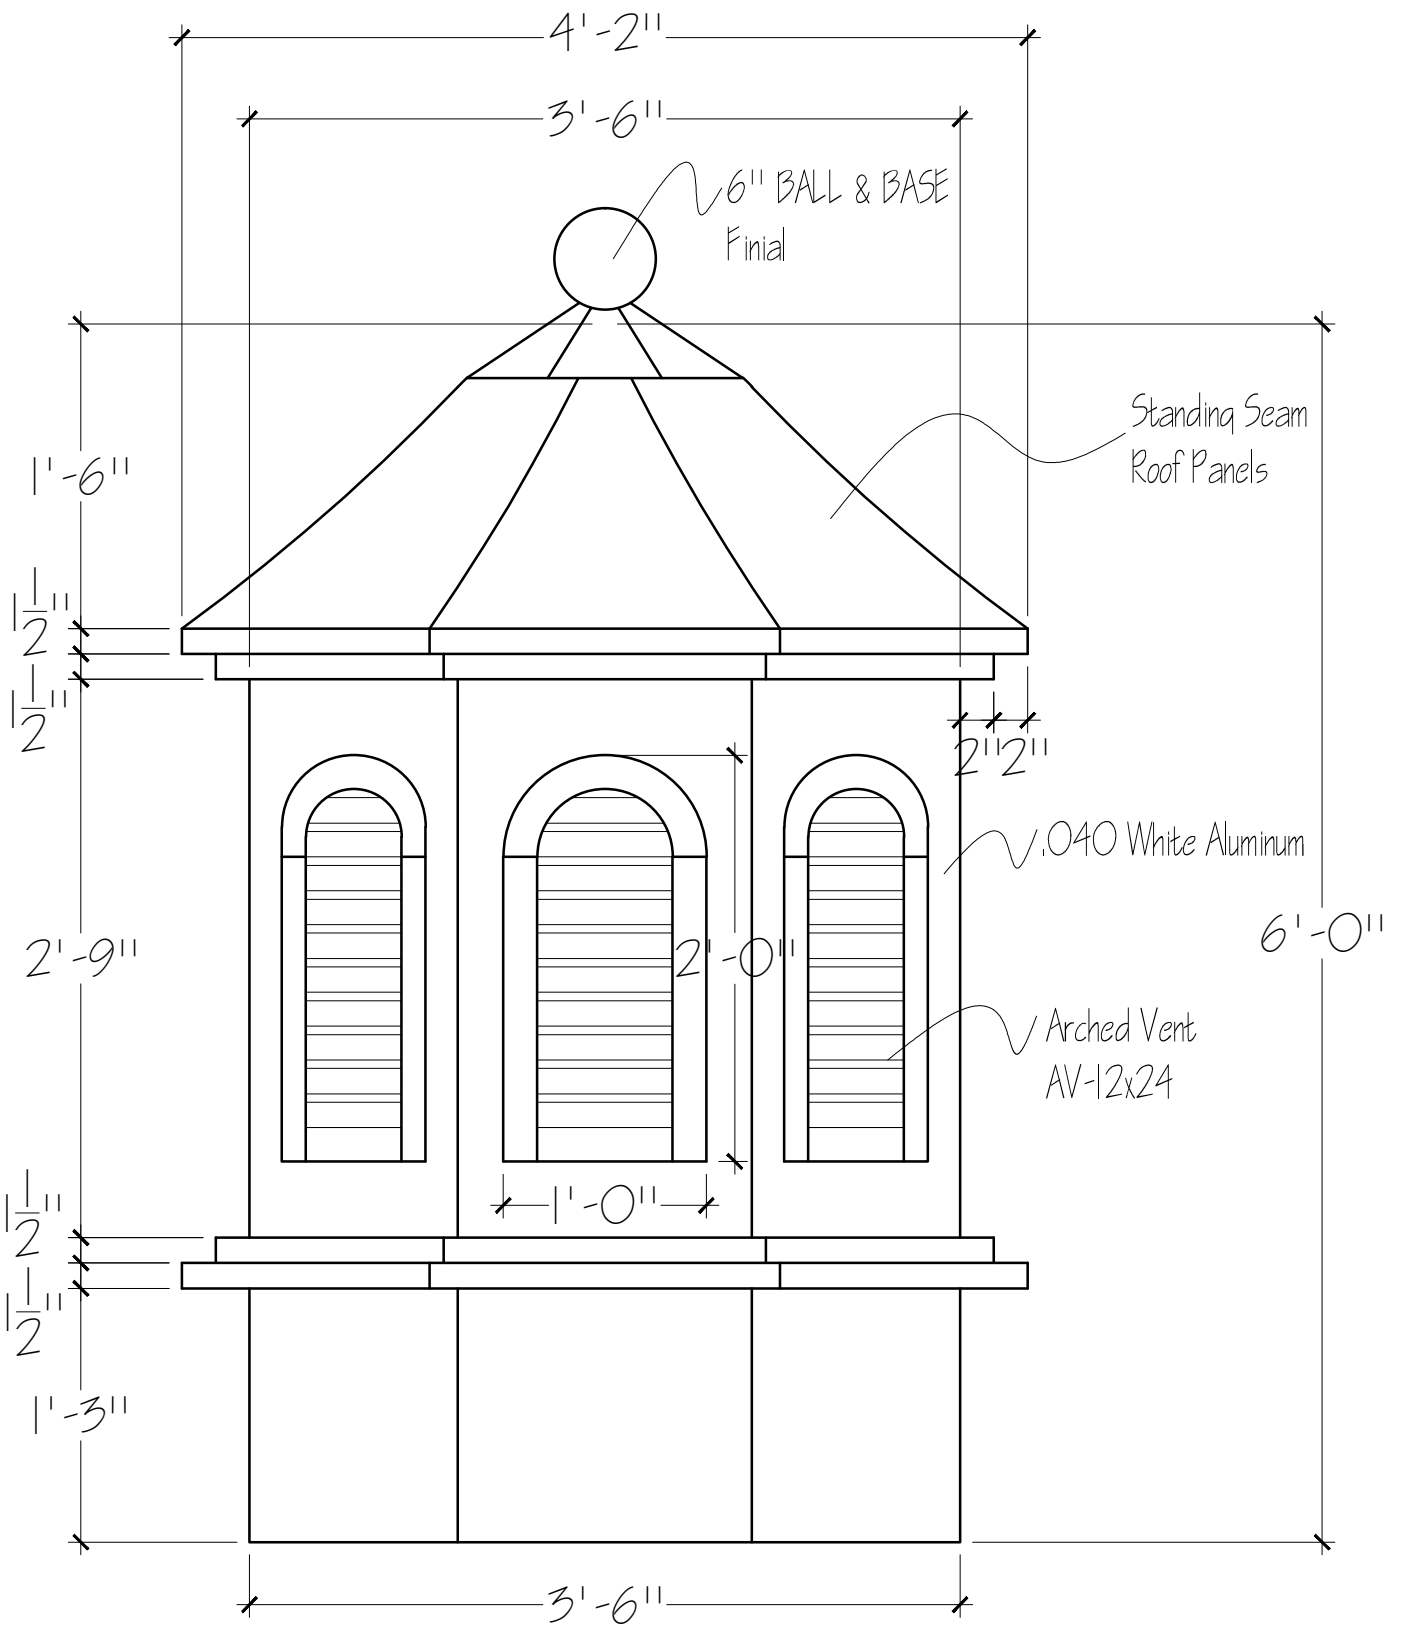 4'-2"
3'-6"
6" BALL & BASE
Finial
Standing Seam
Roof Panels
1'-6"
1 1/2"
1 1/2"
2" 2"
.040 White Aluminum
6'-0"
2'-9"
2'-0"
Arched Vent
AV-12x24
1'-0"
1 1/2"
1 1/2"
1'-3"
3'-6"